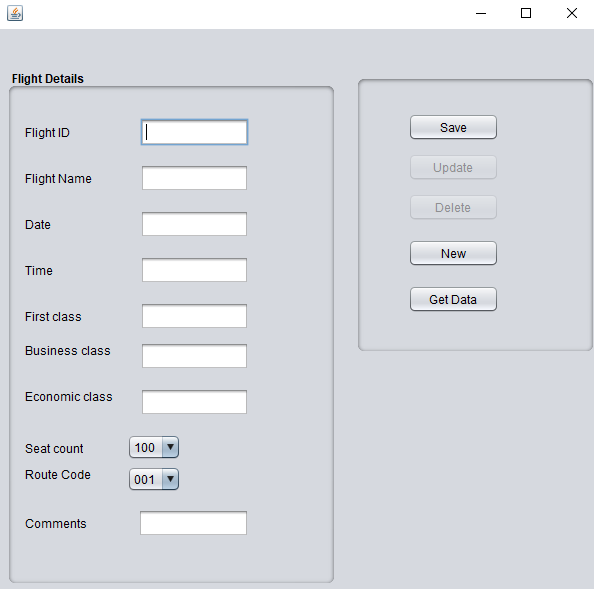 Flight Details
Flight ID
Flight Name
Date
Time
First class
Business class
Economic class
Seat count 100
Route Code 001
Comments
Save
Update
Delete
New
Get Data